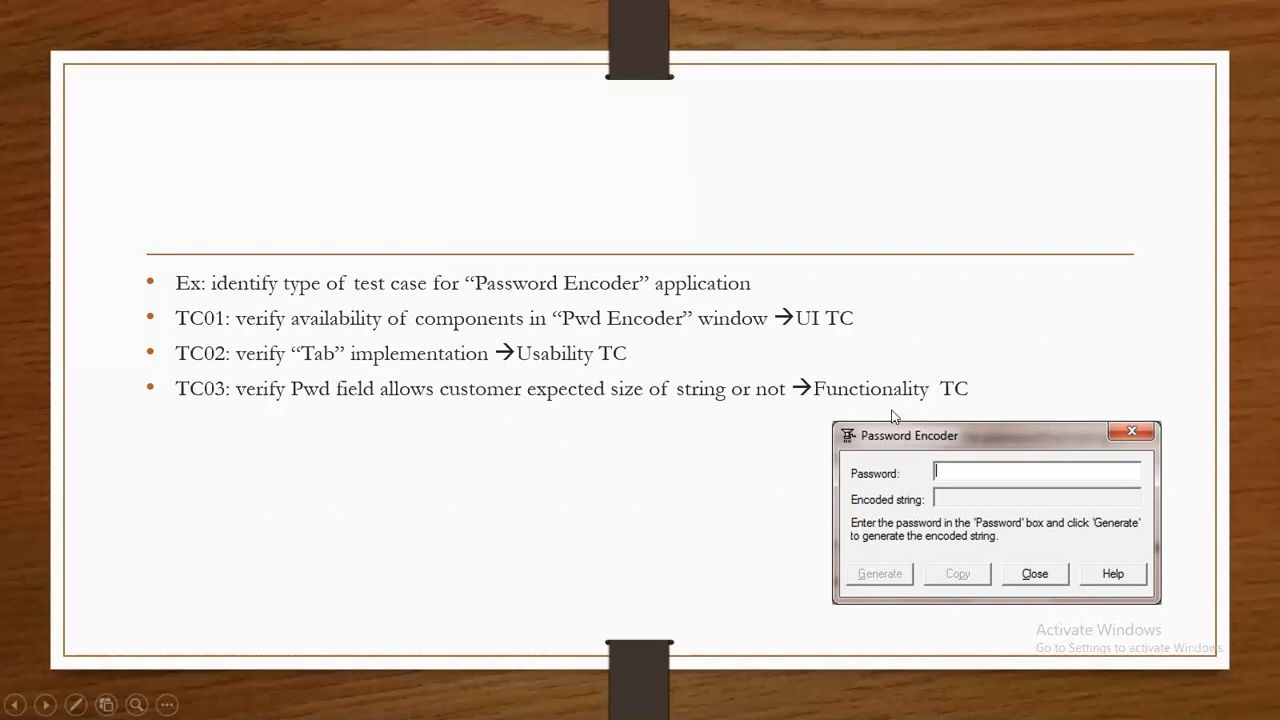 Ex: identify type of test case for “Password Encoder” application
TC01: verify availability of components in “Pwd Encoder” window →UI TC
TC02: verify “Tab” implementation →Usability TC
TC03: verify Pwd field allows customer expected size of string or not →Functionality TC
Password Encoder
Password:
Encoded string:
Enter the password in the 'Password' box and click 'Generate'
to generate the encoded string.
Generate Copy Close Help
Activate Windows
Go to Settings to activate Windows.